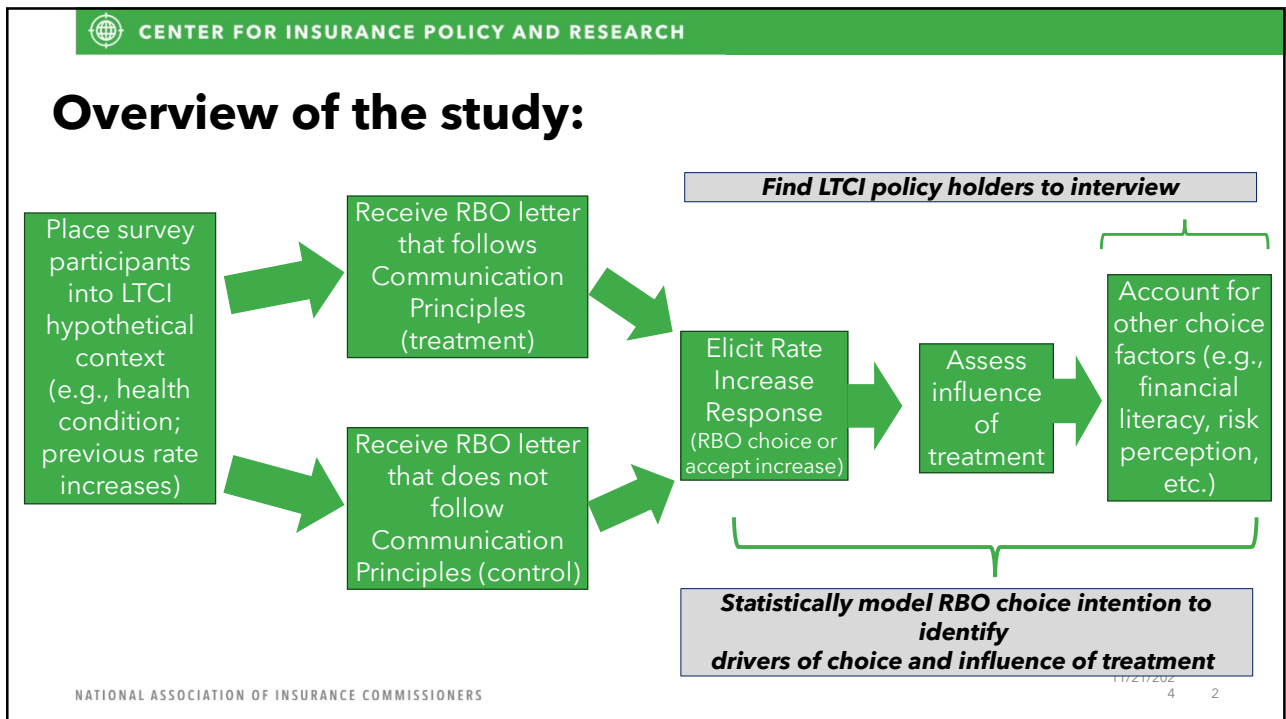 CENTER FOR INSURANCE POLICY AND RESEARCH
Overview of the study:
Place survey
participants
into LTCI
hypothetical
context
(e.g., health
condition;
previous rate
increases)
Receive RBO letter
that follows
Communication
Principles
(treatment)
Receive RBO letter
that does not
follow
Communication
Principles (control)
Elicit Rate
Increase
Response
(RBO choice or
accept increase)
Assess
influence
of
treatment
Find LTCI policy holders to interview
Account for
other choice
factors (e.g.,
financial
literacy, risk
perception,
etc.)
Statistically model RBO choice intention to
identify
drivers of choice and influence of treatment
NATIONAL ASSOCIATION OF INSURANCE COMMISSIONERS
11/21/202
4
2